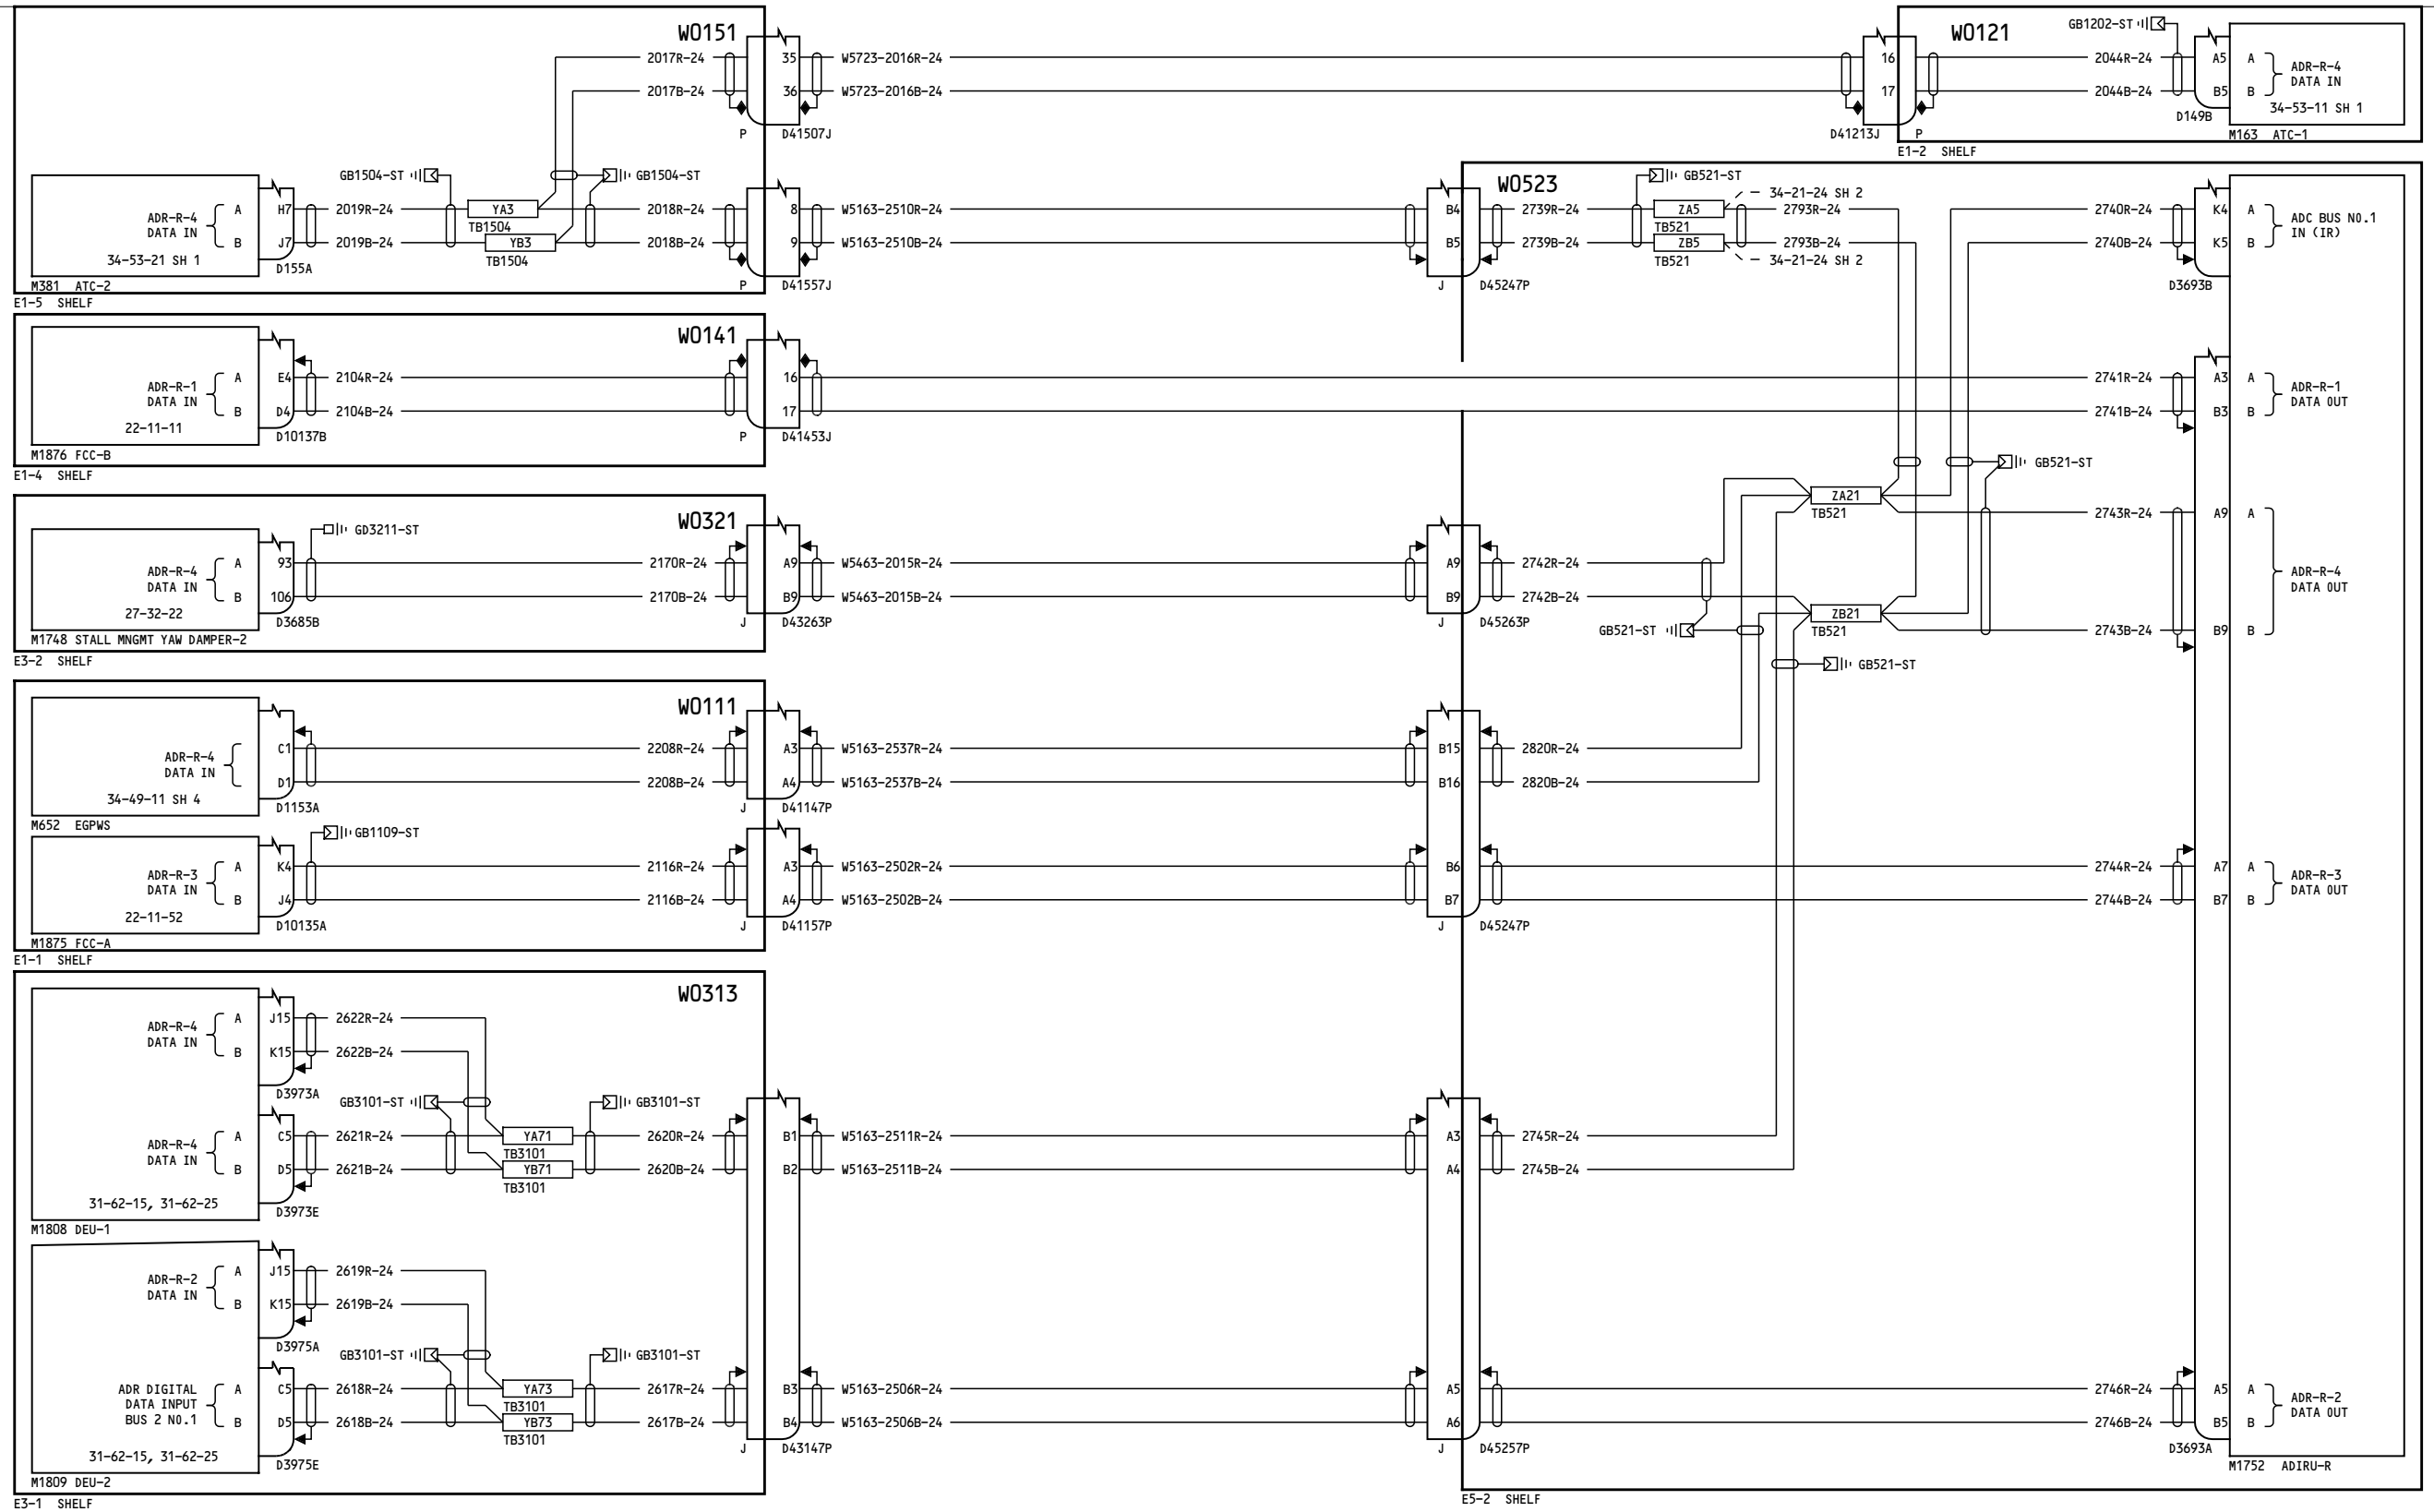 W0151
2017R-24
35
W5723-2016R-24
2017B-24
36
W5723-2016B-24
P
D41507J
GB1504-ST
GB1504-ST
ADR-R-4
DATA IN
A
B
H7
J7
2019R-24
2019B-24
YA3
TB1504
YB3
TB1504
2018R-24
2018B-24
8
9
W5163-2510R-24
W5163-2510B-24
34-53-21 SH 1
D155A
P
D41557J
M381 ATC-2
E1-5 SHELF
W0121
GB1202-ST
16
17
2044R-24
2044B-24
A5
B5
A
B
ADR-R-4
DATA IN
34-53-11 SH 1
D149B
D41213J
P
M163 ATC-1
E1-2 SHELF
W0523
GB521-ST
34-21-24 SH 2
B4
B5
2739R-24
2739B-24
ZA5
TB521
ZB5
TB521
2793R-24
2793B-24
34-21-24 SH 2
2740R-24
2740B-24
K4
K5
A
B
ADC BUS NO.1
IN (IR)
J
D45247P
D3693B
W0141
ADR-R-1
DATA IN
A
B
E4
D4
2104R-24
2104B-24
16
17
22-11-11
D10137B
P
D41453J
M1876 FCC-B
E1-4 SHELF
2741R-24
2741B-24
A3
B3
A
B
ADR-R-1
DATA OUT
GB521-ST
ZA21
TB521
2743R-24
A9
A
W0321
GD3211-ST
ADR-R-4
DATA IN
A
B
93
106
2170R-24
2170B-24
A9
B9
W5463-2015R-24
W5463-2015B-24
A9
B9
2742R-24
2742B-24
27-32-22
D3685B
J
D43263P
J
D45263P
M1748 STALL MNGMT YAW DAMPER-2
E3-2 SHELF
ADR-R-4
DATA OUT
ZB21
TB521
GB521-ST
2743B-24
B9
B
GB521-ST
W0111
ADR-R-4
DATA IN
C1
D1
2208R-24
2208B-24
A3
A4
W5163-2537R-24
W5163-2537B-24
B15
B16
2820R-24
2820B-24
34-49-11 SH 4
D1153A
J
D41147P
M652 EGPWS
GB1109-ST
ADR-R-3
DATA IN
A
B
K4
J4
2116R-24
2116B-24
A3
A4
W5163-2502R-24
W5163-2502B-24
B6
B7
2744R-24
2744B-24
A7
B7
A
B
ADR-R-3
DATA OUT
22-11-52
D10135A
J
D41157P
J
D45247P
M1875 FCC-A
E1-1 SHELF
W0313
ADR-R-4
DATA IN
A
B
J15
K15
2622R-24
2622B-24
D3973A
GB3101-ST
GB3101-ST
ADR-R-4
DATA IN
A
B
C5
D5
2621R-24
2621B-24
YA71
TB3101
YB71
TB3101
2620R-24
2620B-24
B1
B2
W5163-2511R-24
W5163-2511B-24
A3
A4
2745R-24
2745B-24
31-62-15, 31-62-25
D3973E
M1808 DEU-1
ADR-R-2
DATA IN
A
B
J15
K15
2619R-24
2619B-24
D3975A
GB3101-ST
GB3101-ST
ADR DIGITAL
DATA INPUT
BUS 2 NO.1
A
B
C5
D5
2618R-24
2618B-24
YA73
TB3101
YB73
TB3101
2617R-24
2617B-24
B3
B4
W5163-2506R-24
W5163-2506B-24
A5
A6
2746R-24
2746B-24
A5
B5
A
B
ADR-R-2
DATA OUT
31-62-15, 31-62-25
D3975E
J
D43147P
J
D45257P
D3693A
M1809 DEU-2
M1752 ADIRU-R
E3-1 SHELF
E5-2 SHELF